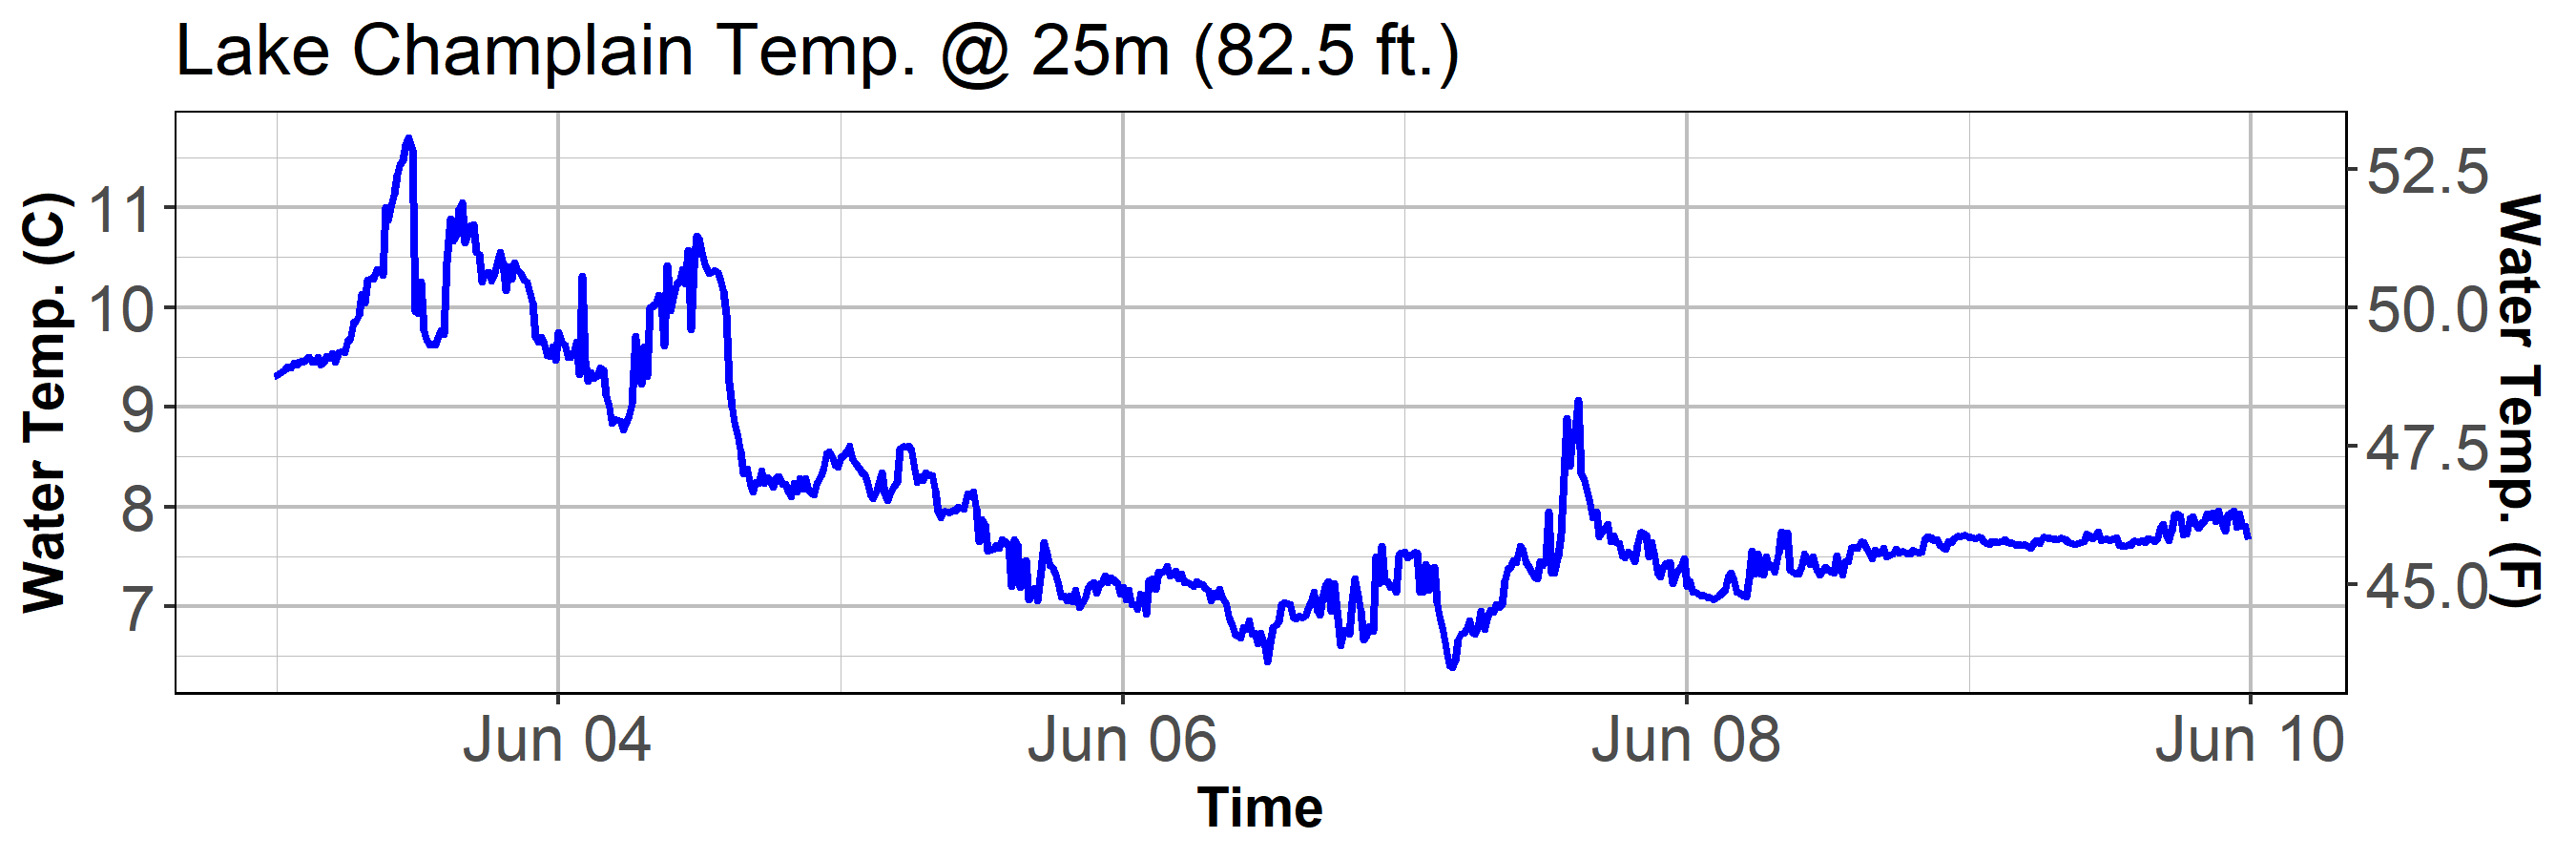 Lake Champlain Temp. @ 25m (82.5 ft.)
Water Temp. (C)
11
10
9
8
7
52.5
50.0
47.5
45.0
Water Temp. (F)
Jun 04 Jun 06 Jun 08 Jun 10
Time